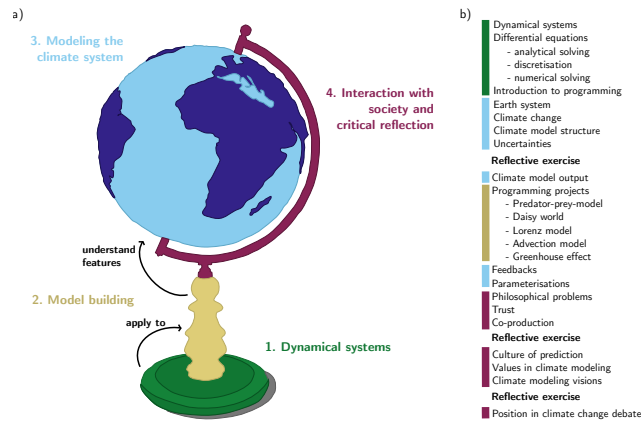 a)
3. Modeling the
climate system
4. Interaction with
society and
critical reflection
understand
features
2. Model building
apply to
1. Dynamical systems
b)
Dynamical systems
Differential equations
- analytical solving
- discretisation
- numerical solving
Introduction to programming
Earth system
Climate change
Climate model structure
Uncertainties
Reflective exercise
Climate model output
Programming projects
- Predator-prey-model
- Daisy world
- Lorenz model
- Advection model
- Greenhouse effect
Feedbacks
Parameterisations
Philosophical problems
Trust
Co-production
Reflective exercise
Culture of prediction
Values in climate modeling
Climate modeling visions
Reflective exercise
Position in climate change debate